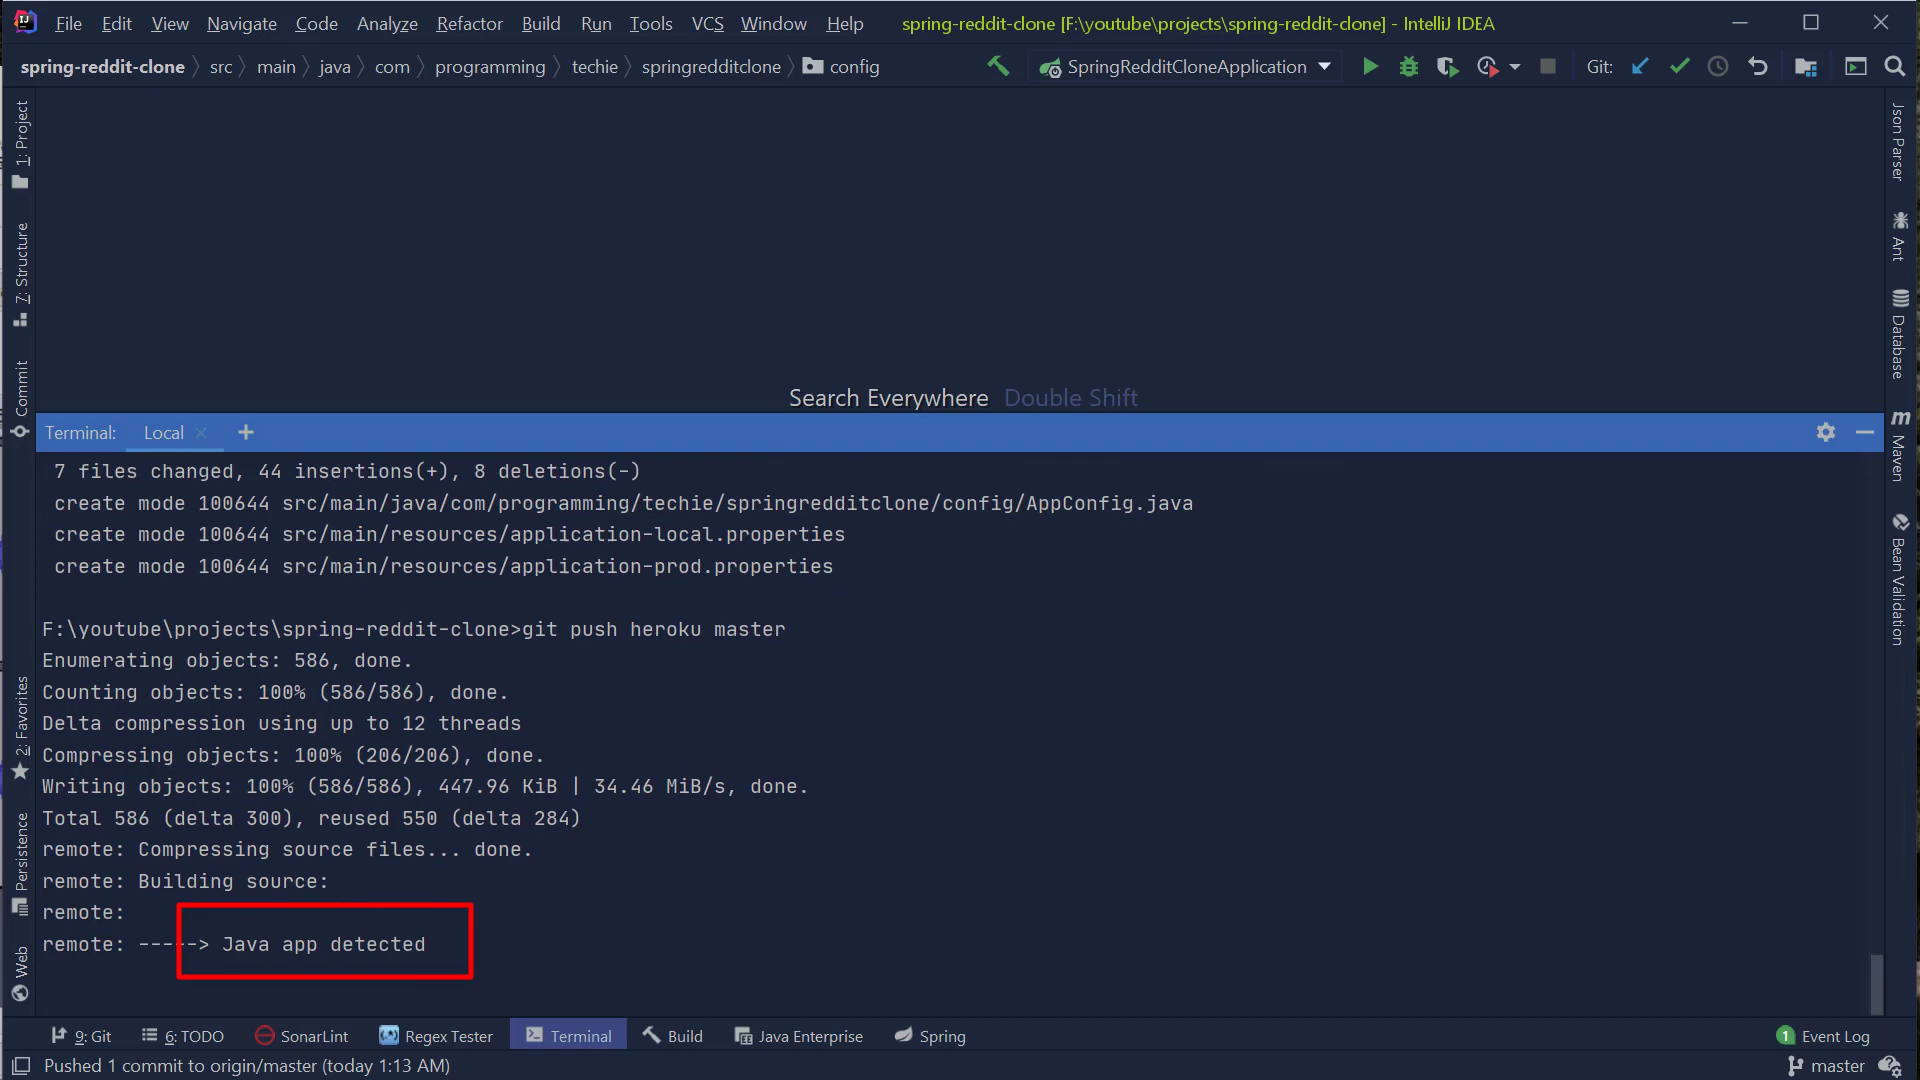 File Edit View Navigate Code Analyze Refactor Build Run Tools VCS Window Help spring-reddit-clone [F:\youtube\projects\spring-reddit-clone] - IntelliJ IDEA
spring-reddit-clone src main java com programming techie springredditclone config SpringRedditCloneApplication Git:
1: Project
7: Structure
Commit
2: Favorites
Persistence
Web
Json Parser
Ant
Database
Maven
Bean Validation
Search Everywhere Double Shift
Terminal: Local
7 files changed, 44 insertions(+), 8 deletions(-)
create mode 100644 src/main/java/com/programming/techie/springredditclone/config/AppConfig.java
create mode 100644 src/main/resources/application-local.properties
create mode 100644 src/main/resources/application-prod.properties
F:\youtube\projects\spring-reddit-clone>git push heroku master
Enumerating objects: 586, done.
Counting objects: 100% (586/586), done.
Delta compression using up to 12 threads
Compressing objects: 100% (206/206), done.
Writing objects: 100% (586/586), 447.96 KiB | 34.46 MiB/s, done.
Total 586 (delta 300), reused 550 (delta 284)
remote: Compressing source files... done.
remote: Building source:
remote:
remote: -----> Java app detected
9: Git 6: TODO SonarLint Regex Tester Terminal Build Java Enterprise Spring 1 Event Log
Pushed 1 commit to origin/master (today 1:13 AM) master